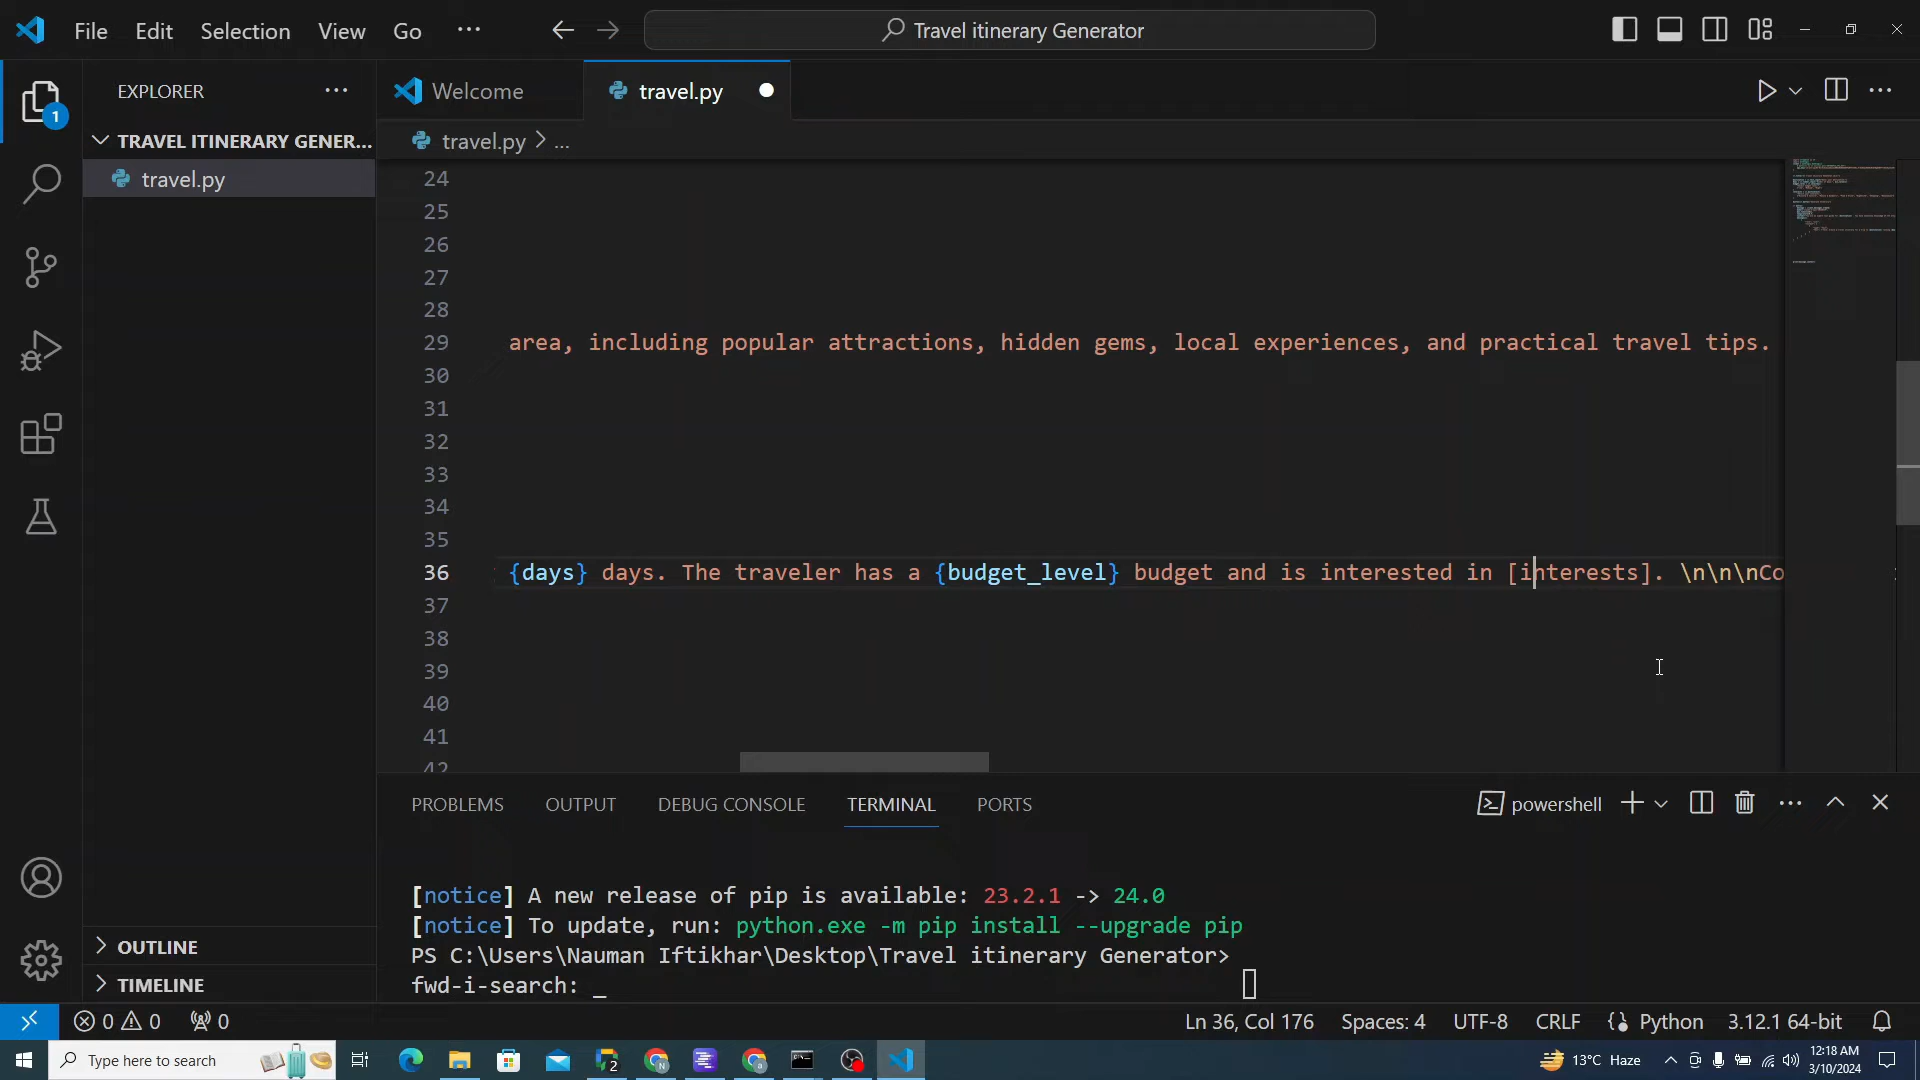 File Edit Selection View Go ··· Travel itinerary Generator
EXPLORER ···
Welcome travel.py
TRAVEL ITINERARY GENER...
travel.py > ...
travel.py
1
24
25
26
27
28
29 area, including popular attractions, hidden gems, local experiences, and practical travel tips.
30
31
32
33
34
35
36 {days} days. The traveler has a {budget_level} budget and is interested in [interests]. \n\n\nCo
37
38
39
40
41
42
PROBLEMS OUTPUT DEBUG CONSOLE TERMINAL PORTS powershell
[notice] A new release of pip is available: 23.2.1 -> 24.0
[notice] To update, run: python.exe -m pip install --upgrade pip
PS C:\Users\Nauman Iftikhar\Desktop\Travel itinerary Generator>
fwd-i-search: _
OUTLINE
TIMELINE
0 0 0 Ln 36, Col 176 Spaces: 4 UTF-8 CRLF Python 3.12.1 64-bit
Type here to search 2 13°C Haze 12:18 AM
3/10/2024